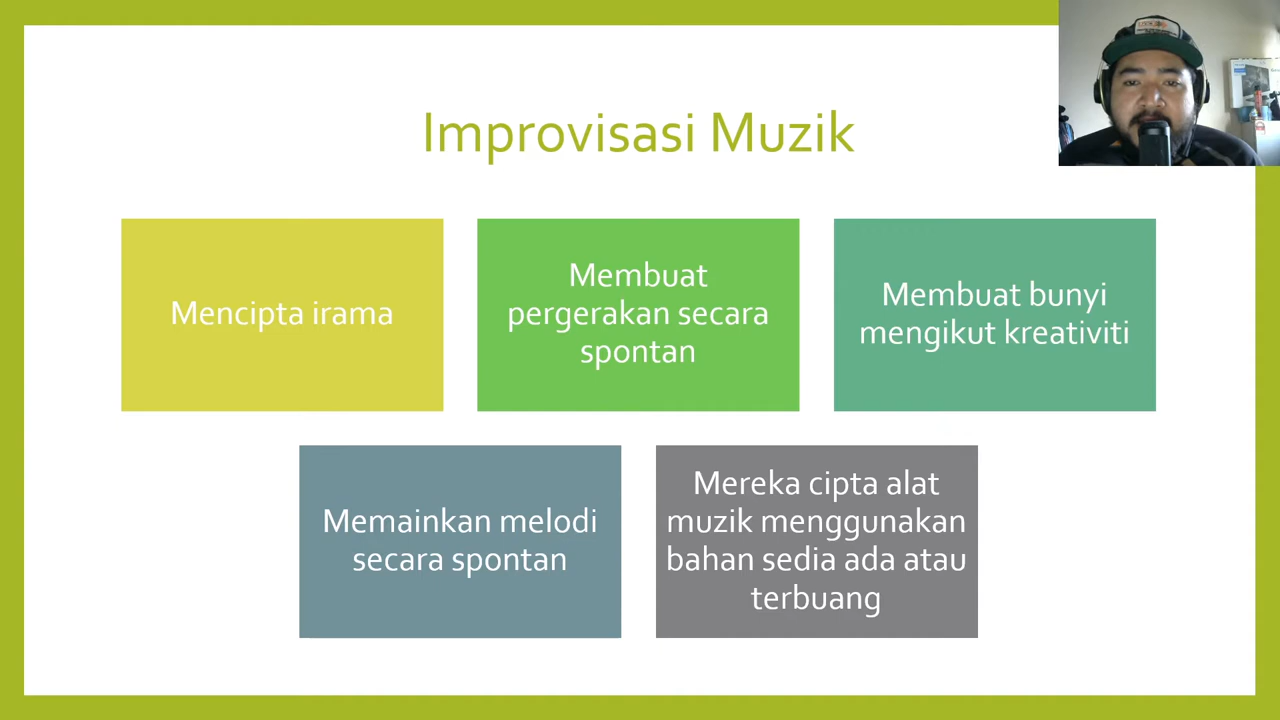 Improvisasi Muzik
Mencipta irama
Membuat
pergerakan secara
spontan
Membuat bunyi
mengikut kreativiti
Memainkan melodi
secara spontan
Mereka cipta alat
muzik menggunakan
bahan sedia ada atau
terbuang